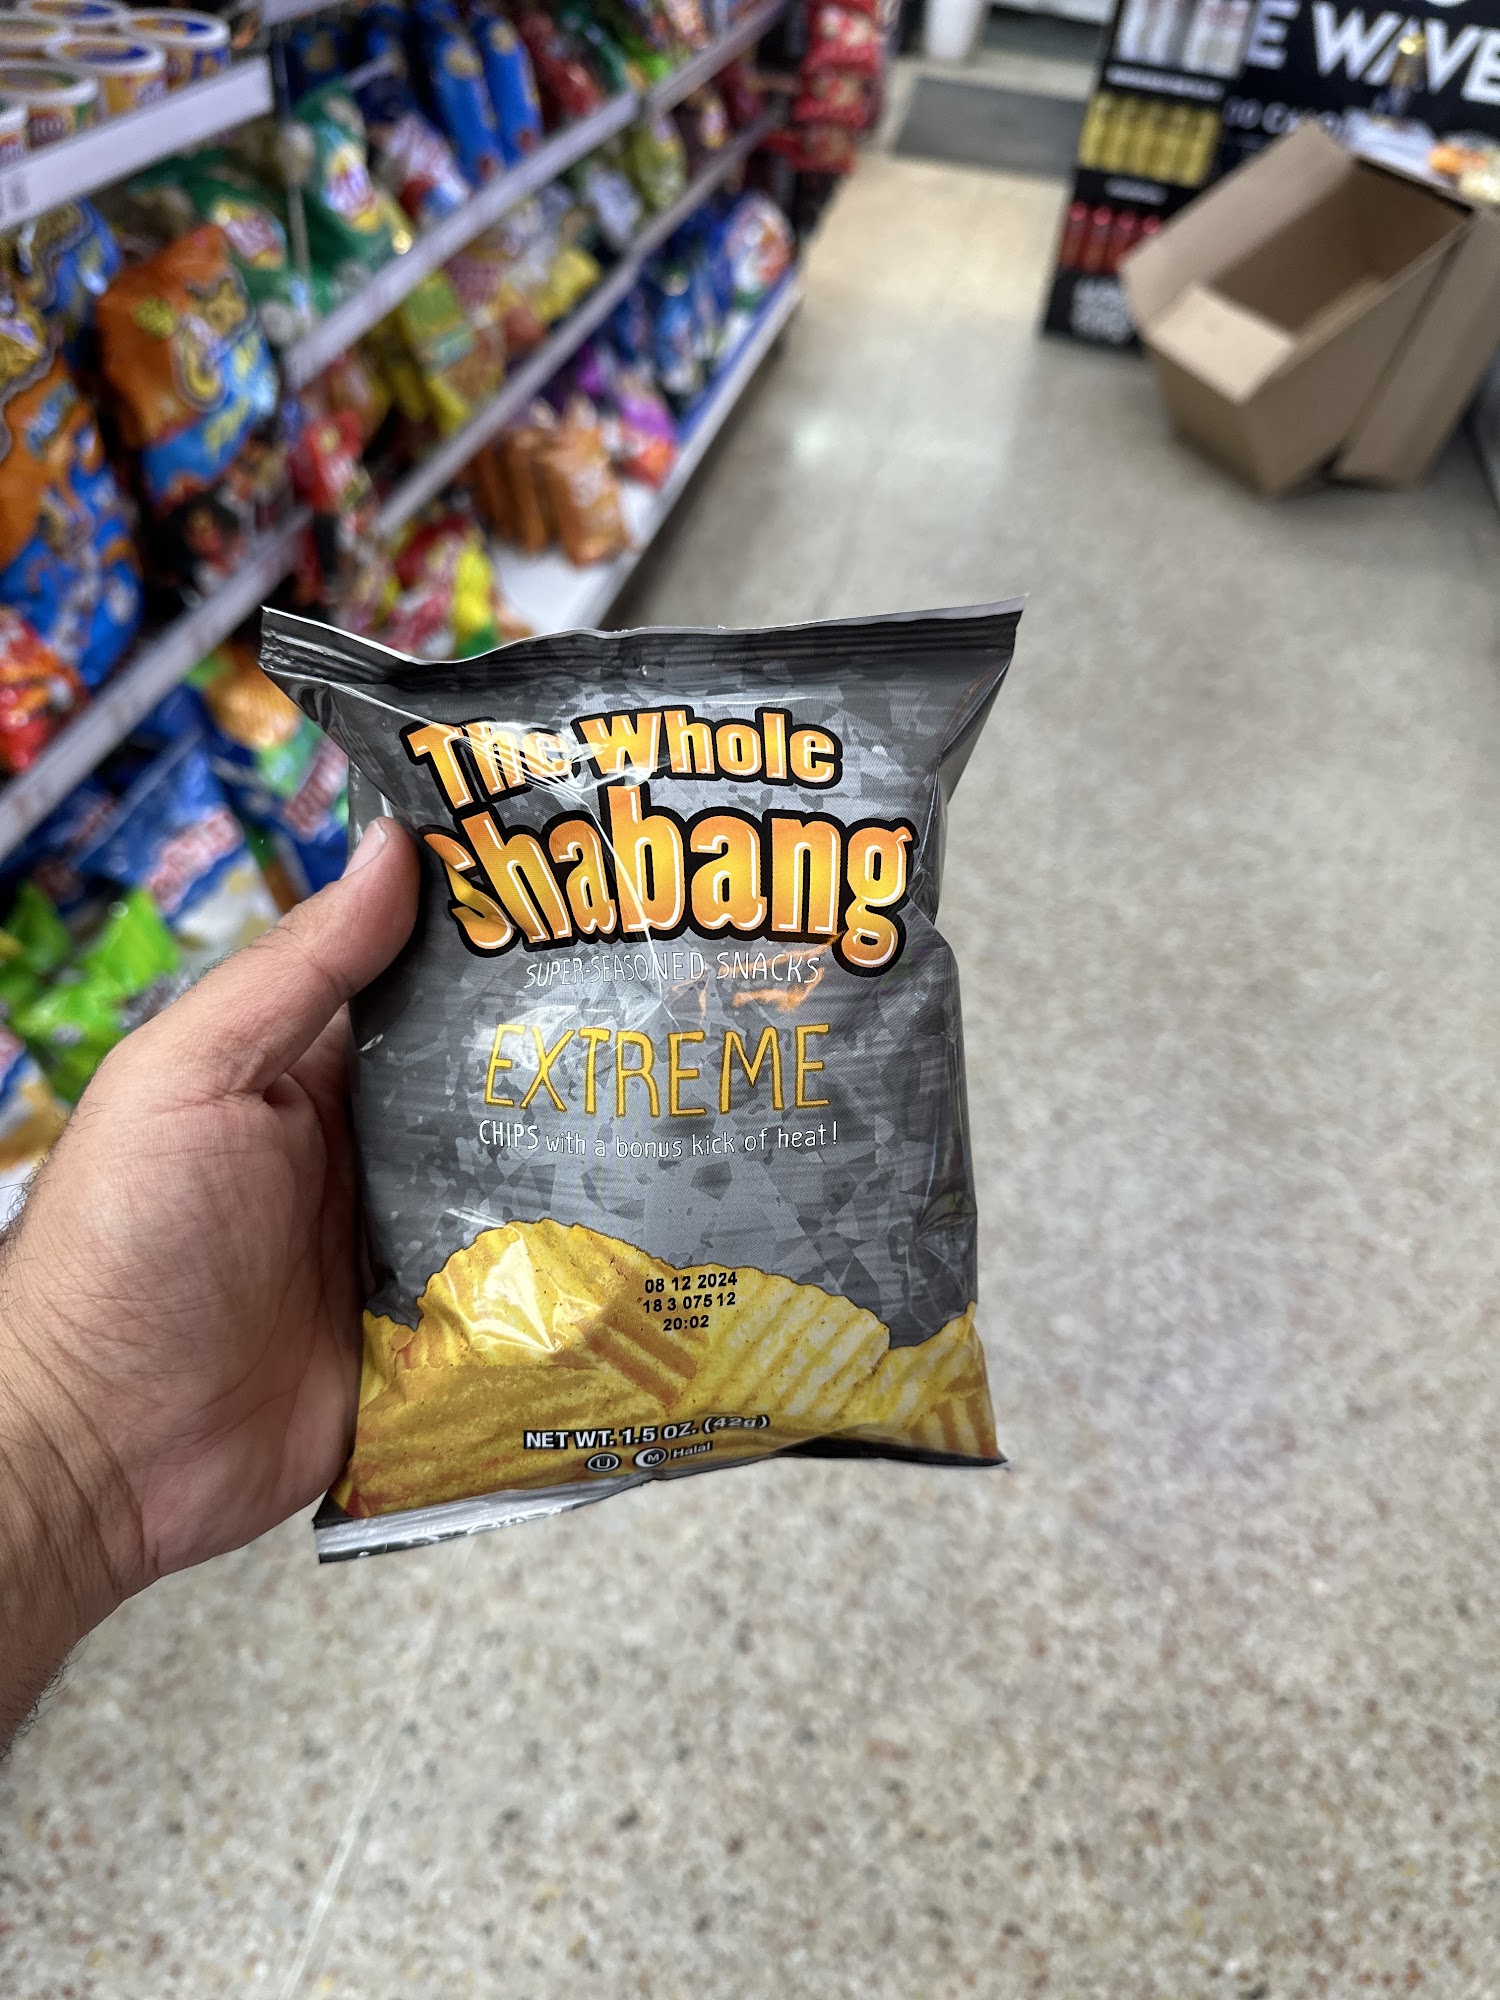 The Whole
Shabang
SUPER-SEASONED SNACKS
EXTREME
CHIPS with a bonus kick of heat!
08 12 2024
18 3 075 12
20:02
NET WT. 1.5 OZ. (42g)
U M Halal
E WAVE